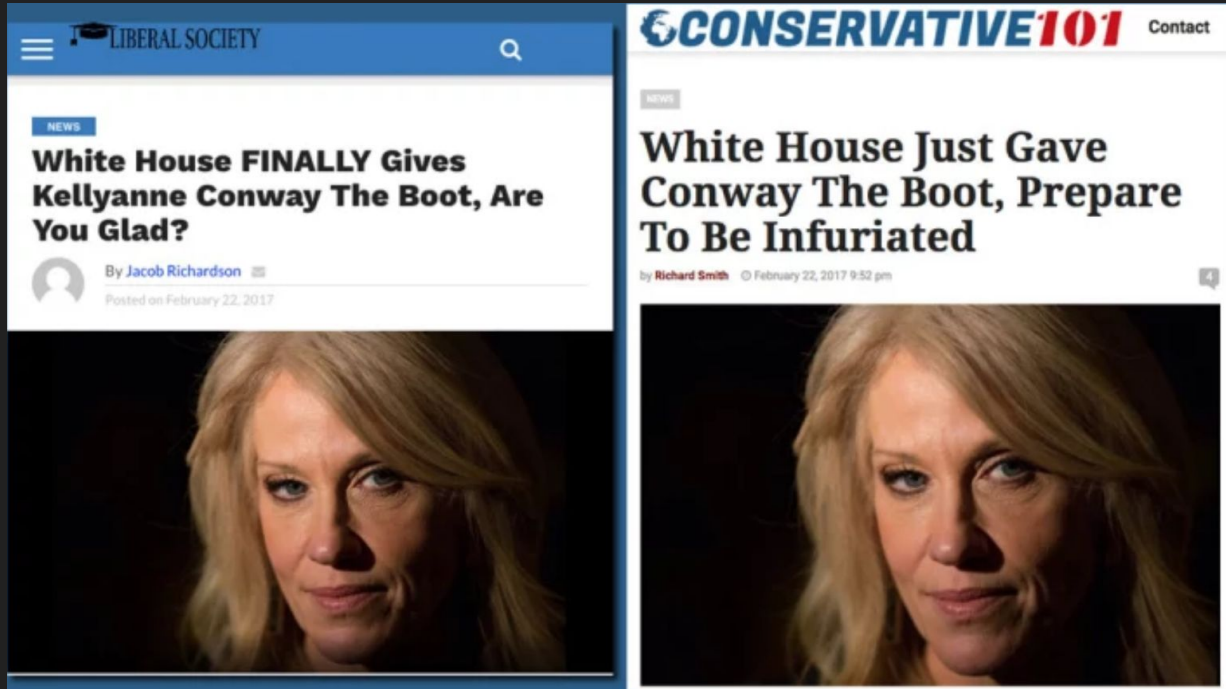 LIBERAL SOCIETY
NEWS
White House FINALLY Gives
Kellyanne Conway The Boot, Are
You Glad?
By Jacob Richardson
Posted on February 22, 2017
CONSERVATIVE101
Contact
NEWS
White House Just Gave
Conway The Boot, Prepare
To Be Infuriated
by Richard Smith February 22, 2017 9:52 pm
4